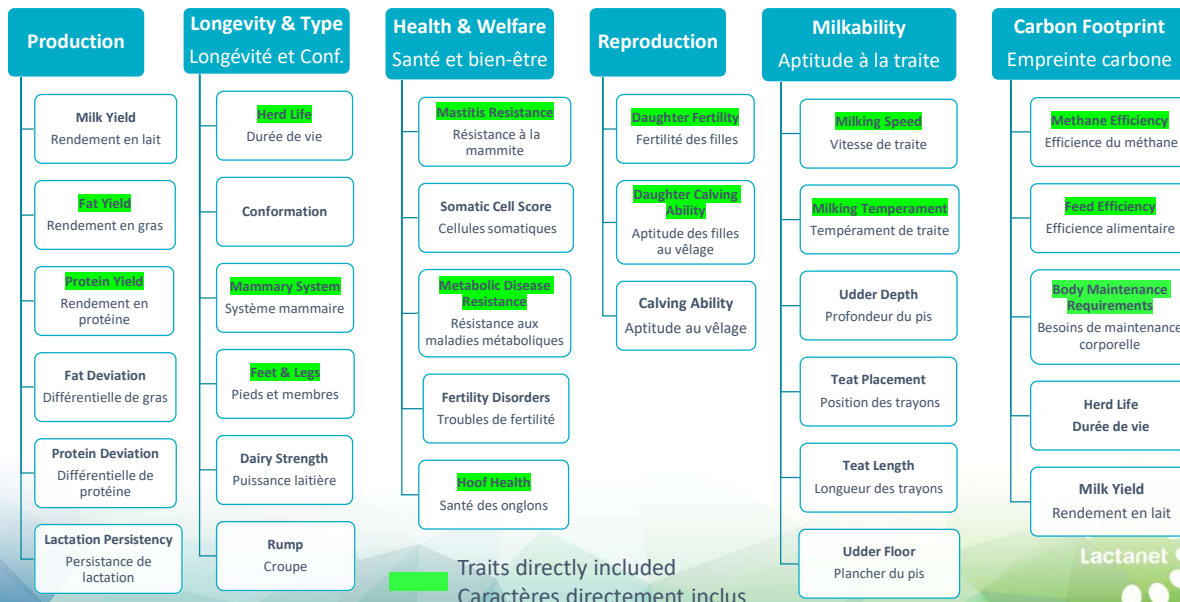 Production
Milk Yield
Rendement en lait
Fat Yield
Rendement en gras
Protein Yield
Rendement en
protéine
Fat Deviation
Différentielle de gras
Protein Deviation
Différentielle de
protéine
Lactation Persistency
Persistance de
lactation
Longevity & Type
Longévité et Conf.
Herd Life
Durée de vie
Conformation
Mammary System
Système mammaire
Feet & Legs
Pieds et membres
Dairy Strength
Puissance laitière
Rump
Croupe
Health & Welfare
Santé et bien-être
Mastitis Resistance
Résistance à la
mammite
Somatic Cell Score
Cellules somatiques
Metabolic Disease
Resistance
Résistance aux
maladies métaboliques
Fertility Disorders
Troubles de fertilité
Hoof Health
Santé des onglons
Reproduction
Daughter Fertility
Fertilité des filles
Daughter Calving
Ability
Aptitude des filles
au vêlage
Calving Ability
Aptitude au vêlage
Milkability
Aptitude à la traite
Milking Speed
Vitesse de traite
Milking Temperament
Tempérament de traite
Udder Depth
Profondeur du pis
Teat Placement
Position des trayons
Teat Length
Longueur des trayons
Udder Floor
Plancher du pis
Carbon Footprint
Empreinte carbone
Methane Efficiency
Efficience du méthane
Feed Efficiency
Efficience alimentaire
Body Maintenance
Requirements
Besoins de maintenance
corporelle
Herd Life
Durée de vie
Milk Yield
Rendement en lait
Traits directly included
Caractères directement inclus
Lactanet